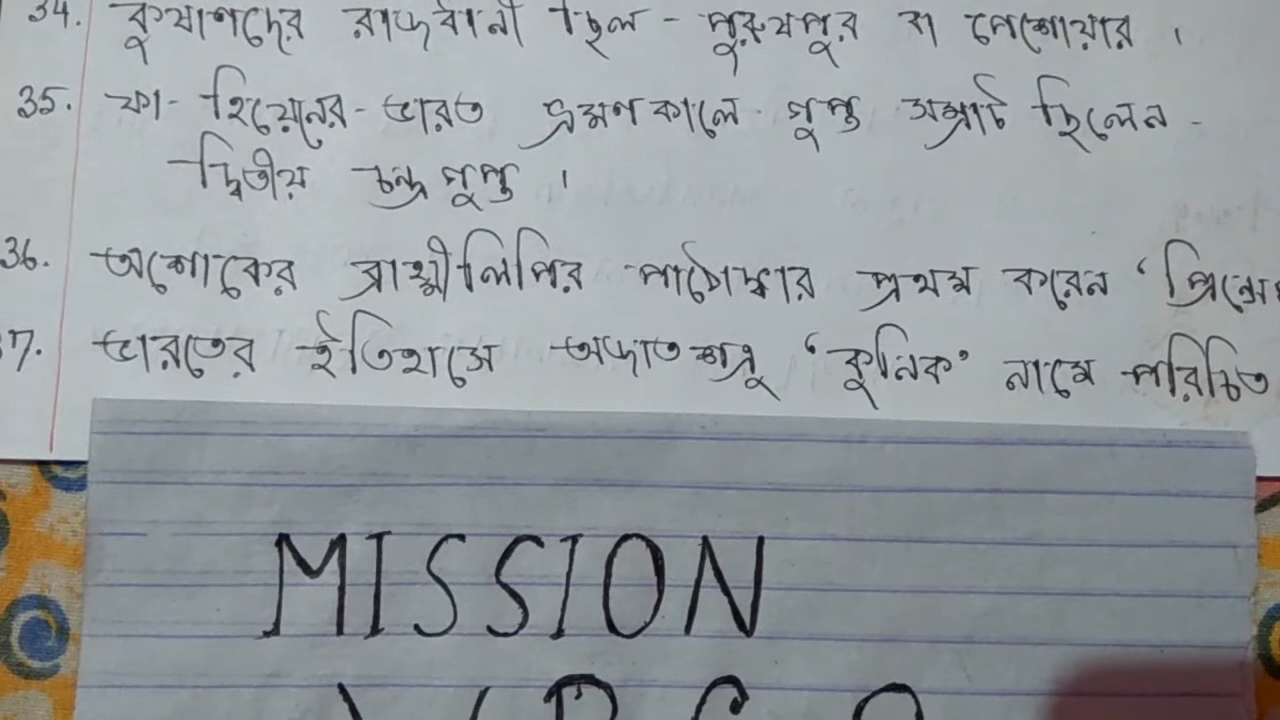 34. কুষাণদের রাজধানী ছিল - পুরুষপুর বা পেশোয়ার ।
35. ফা - হিয়েনের - ভারত ভ্রমণকালে গুপ্ত সম্রাট ছিলেন -
দ্বিতীয় চন্দ্রগুপ্ত ।
36. অশোকের ব্রাহ্মীলিপির পাঠোদ্ধার প্রথম করেন ‘প্রিন্সে
37. ভারতের ইতিহাসে অজাতশত্রু ‘কুনিক’ নামে পরিচিত
MISSION